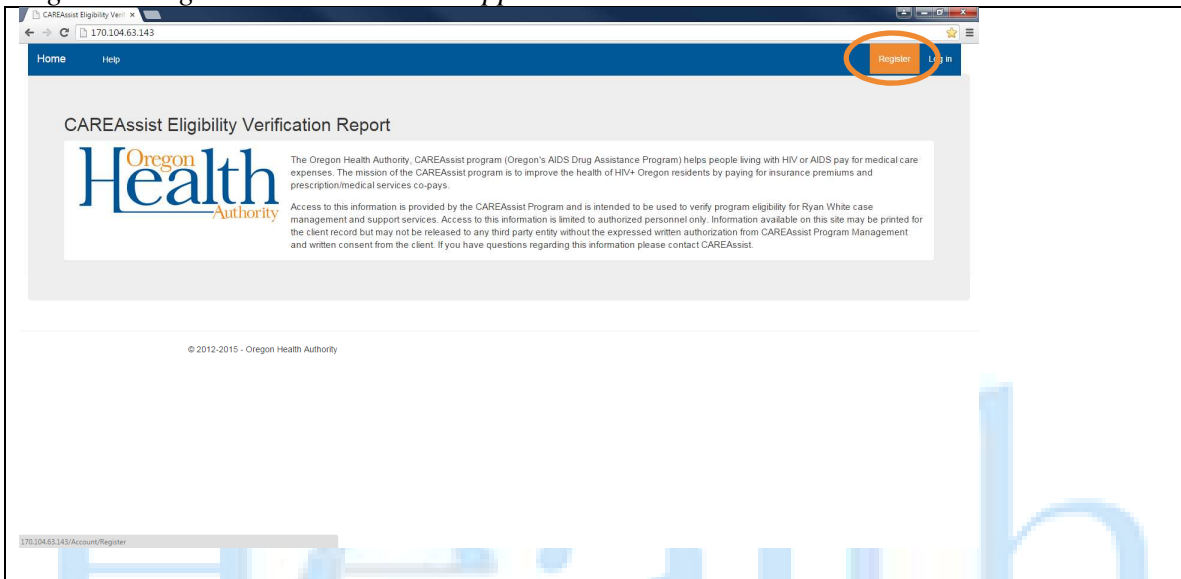 CAREAssist Eligibility Veri
170.104.63.143
Home Help Register Log in
CAREAssist Eligibility Verification Report
Oregon
Health
Authority
The Oregon Health Authority, CAREAssist program (Oregon's AIDS Drug Assistance Program) helps people living with HIV or AIDS pay for medical care
expenses. The mission of the CAREAssist program is to improve the health of HIV+ Oregon residents by paying for insurance premiums and
prescription/medical services co-pays.
Access to this information is provided by the CAREAssist Program and is intended to be used to verify program eligibility for Ryan White case
management and support services. Access to this information is limited to authorized personnel only. Information available on this site may be printed for
the client record but may not be released to any third party entity without the expressed written authorization from CAREAssist Program Management
and written consent from the client. If you have questions regarding this information please contact CAREAssist.
© 2012-2015 - Oregon Health Authority
170.104.63.143/Account/Register